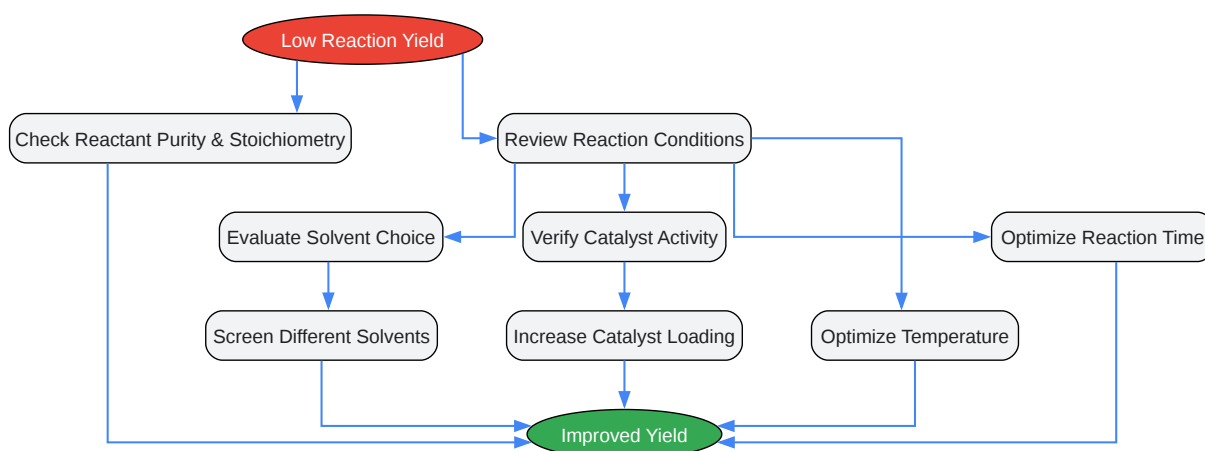 Low Reaction Yield
Check Reactant Purity & Stoichiometry
Review Reaction Conditions
Evaluate Solvent Choice
Verify Catalyst Activity
Optimize Reaction Time
Screen Different Solvents
Increase Catalyst Loading
Optimize Temperature
Improved Yield